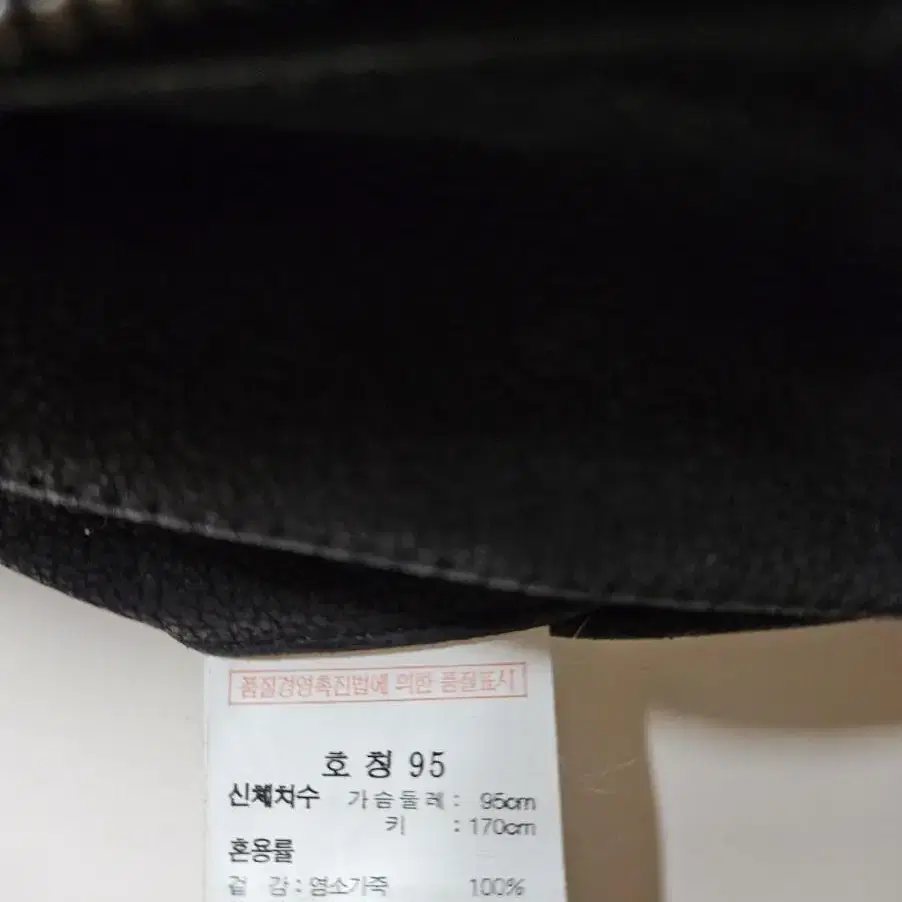 품질경영촉진법에 의한 품질표시
호 칭 95
신체치수 가슴둘레 : 95cm
키 : 170cm
혼용률
겉 감 : 염소가죽 100%